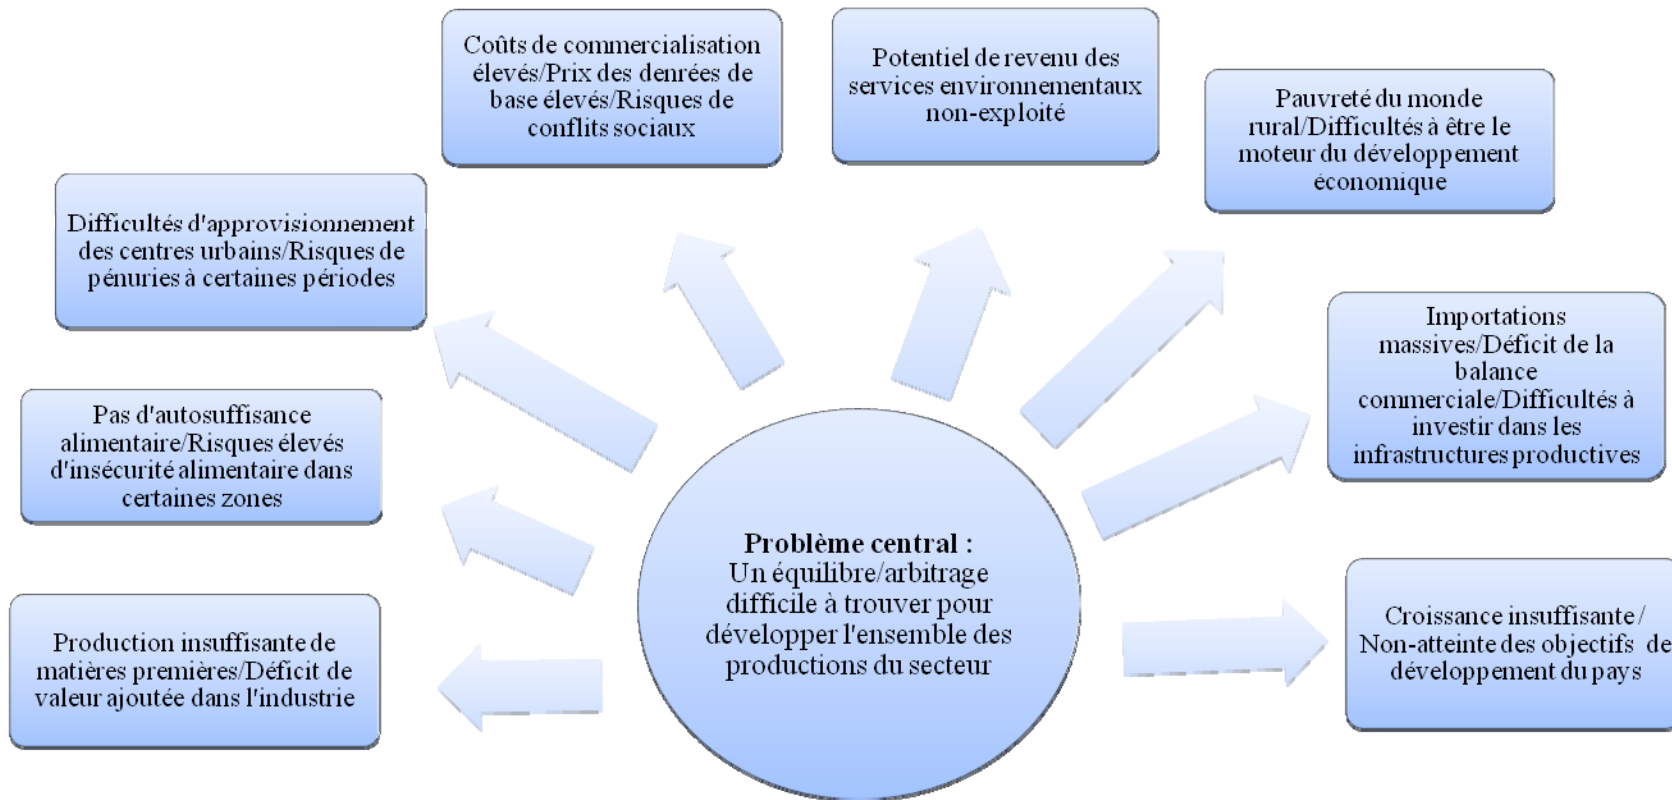 Coûts de commercialisation
élevés/Prix des denrées de
base élevés/Risques de
conflits sociaux
Potentiel de revenu des
services environnementaux
non-exploité
Pauvreté du monde
rural/Difficultés à être le
moteur du développement
économique
Difficultés d'approvisionnement
des centres urbains/Risques de
pénuries à certaines périodes
Importations
massives/Déficit de la
balance
commerciale/Difficultés à
investir dans les
infrastructures productives
Pas d'autosuffisance
alimentaire/Risques élevés
d'insécurité alimentaire dans
certaines zones
Problème central :
Un équilibre/arbitrage
difficile à trouver pour
développer l'ensemble des
productions du secteur
Production insuffisante de
matières premières/Déficit de
valeur ajoutée dans l'industrie
Croissance insuffisante /
Non-atteinte des objectifs de
développement du pays